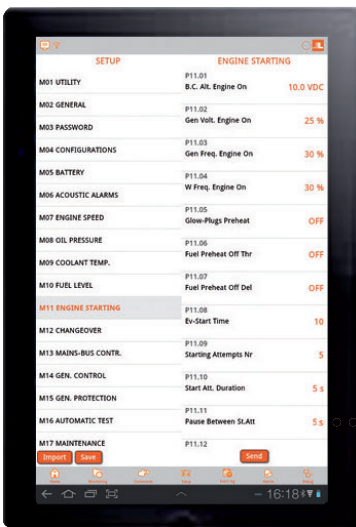 SETUP
M01 UTILITY
M02 GENERAL
M03 PASSWORD
M04 CONFIGURATIONS
M05 BATTERY
M06 ACOUSTIC ALARMS
M07 ENGINE SPEED
M08 OIL PRESSURE
M09 COOLANT TEMP.
M10 FUEL LEVEL
M11 ENGINE STARTING
M12 CHANGEOVER
M13 MAINS-BUS CONTR.
M14 GEN. CONTROL
M15 GEN. PROTECTION
M16 AUTOMATIC TEST
M17 MAINTENANCE
Import Save
ENGINE STARTING
P11.01
B.C. Alt. Engine On 10.0 VDC
P11.02
Gen Volt. Engine On 25 %
P11.03
Gen Freq. Engine On 30 %
P11.04
W Freq. Engine On 30 %
P11.05
Glow-Plugs Preheat OFF
P11.06
Fuel Preheat Off Thr OFF
P11.07
Fuel Preheat Off Del OFF
P11.08
Ev-Start Time 10
P11.09
Starting Attempts Nr 5
P11.10
Start Att. Duration 5 s
P11.11
Pause Between St.Att 5 s
P11.12
Send
16:18